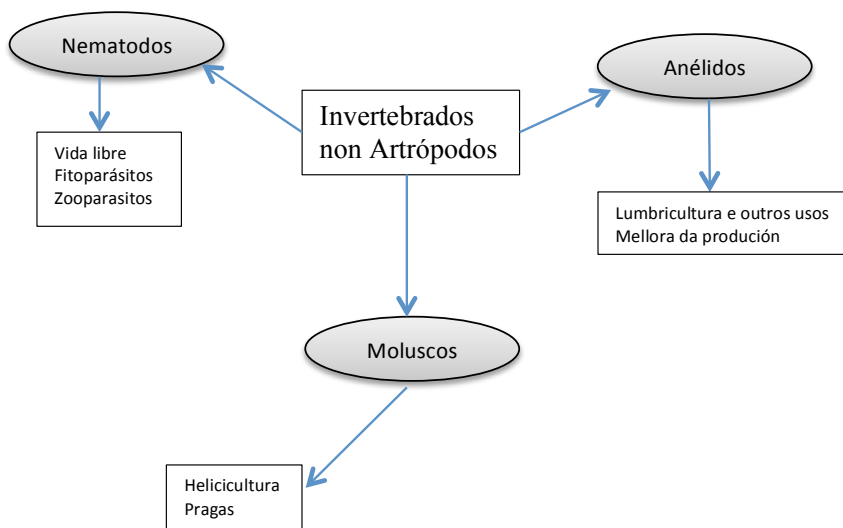 Nematodos
Anélidos
Invertebrados
non Artrópodos
Vida libre
Fitoparásitos
Zooparasitos
Lumbricultura e outros usos
Mellora da produción
Moluscos
Helicicultura
Pragas